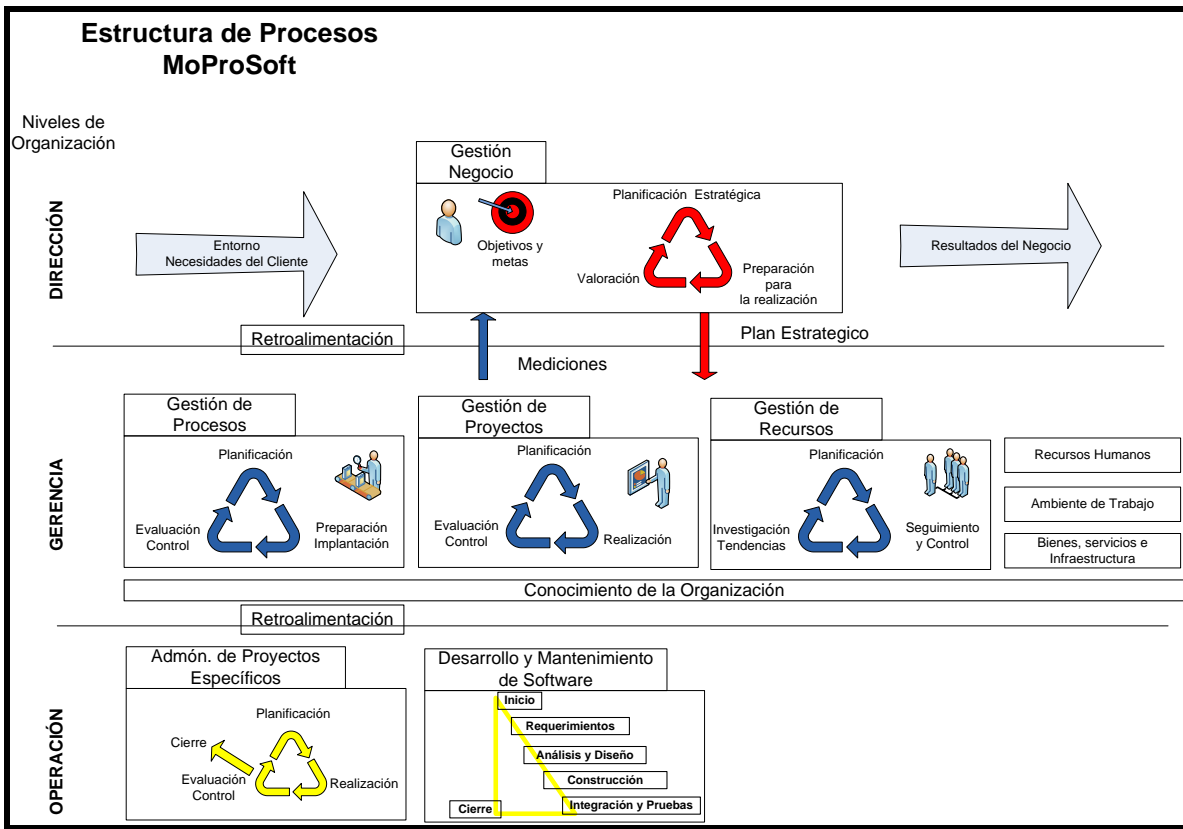 Estructura de Procesos
MoProSoft
Niveles de
Organización
DIRECCIÓN
Entorno
Necesidades del Cliente
Gestión
Negocio
Objetivos y
metas
Planificación Estratégica
Valoración
Preparación
para
la realización
Resultados del Negocio
Retroalimentación
Mediciones
Plan Estrategico
GERENCIA
Gestión de
Procesos
Planificación
Evaluación
Control
Preparación
Implantación
Gestión de
Proyectos
Planificación
Evaluación
Control
Realización
Gestión de
Recursos
Planificación
Investigación
Tendencias
Seguimiento
y Control
Recursos Humanos
Ambiente de Trabajo
Bienes, servicios e
Infraestructura
Conocimiento de la Organización
Retroalimentación
OPERACIÓN
Admón. de Proyectos
Específicos
Planificación
Cierre
Evaluación
Control
Realización
Desarrollo y Mantenimiento
de Software
Inicio
Requerimientos
Análisis y Diseño
Construcción
Integración y Pruebas
Cierre